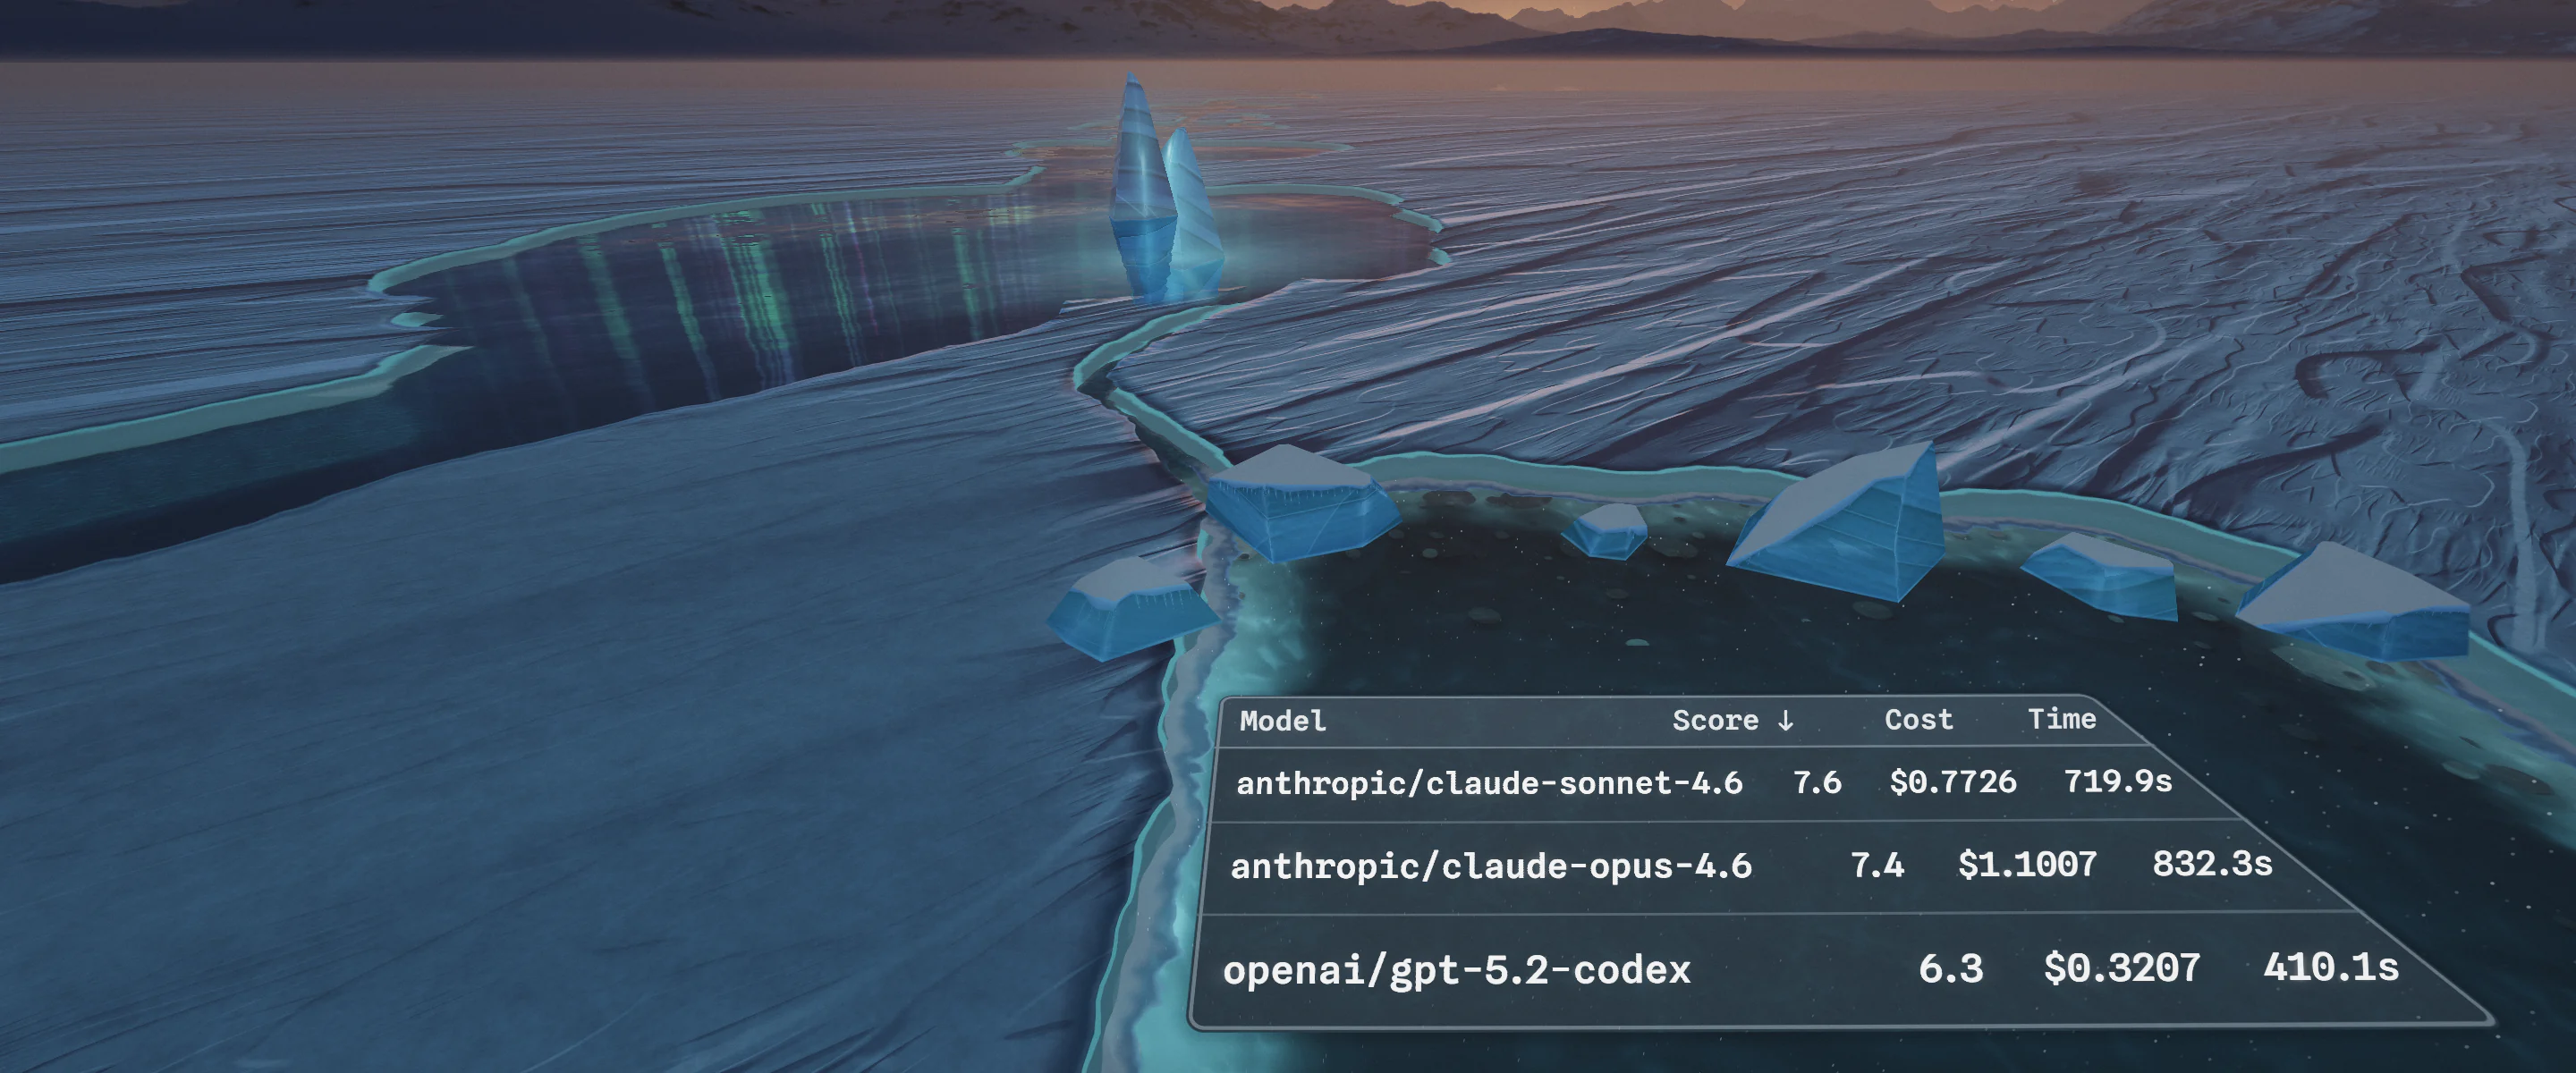 Model Score ↓ Cost Time
anthropic/claude-sonnet-4.6 7.6 $0.7726 719.9s
anthropic/claude-opus-4.6 7.4 $1.1007 832.3s
openai/gpt-5.2-codex 6.3 $0.3207 410.1s